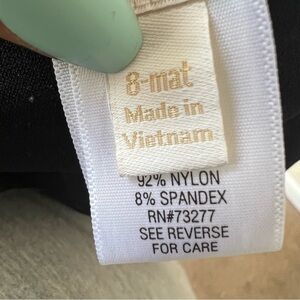 8-mat
Made in
Vietnam
92% NYLON
8% SPANDEX
RN#73277
SEE REVERSE
FOR CARE